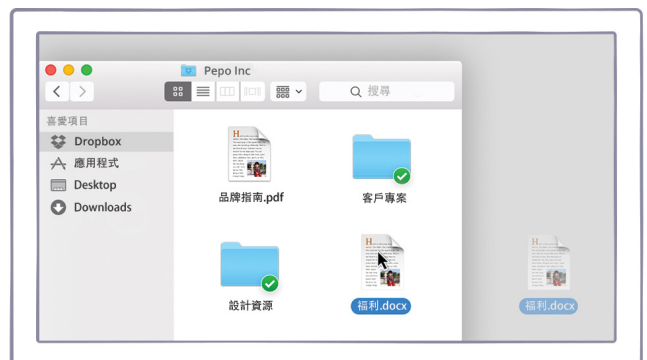 Pepo Inc
搜尋
喜愛項目
Dropbox
應用程式
Desktop
Downloads
品牌指南.pdf
客戶專案
設計資源
福利.docx
福利.docx